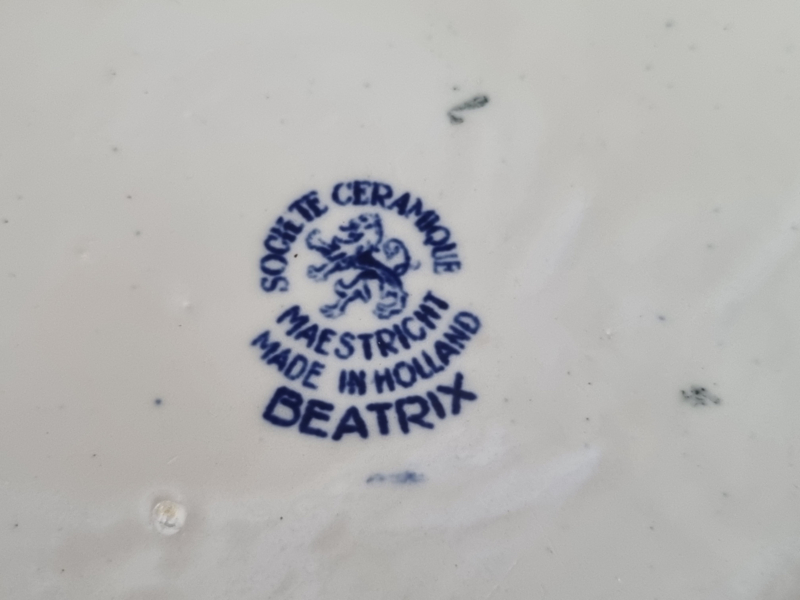 SOCIETE CERAMIQUE
MAESTRICHT
MADE IN HOLLAND
BEATRIX